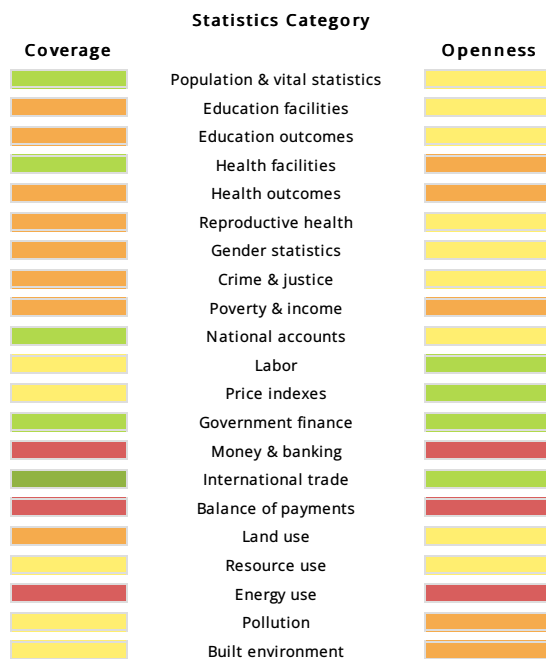 Statistics Category
Coverage
Openness
Population & vital statistics
Education facilities
Education outcomes
Health facilities
Health outcomes
Reproductive health
Gender statistics
Crime & justice
Poverty & income
National accounts
Labor
Price indexes
Government finance
Money & banking
International trade
Balance of payments
Land use
Resource use
Energy use
Pollution
Built environment